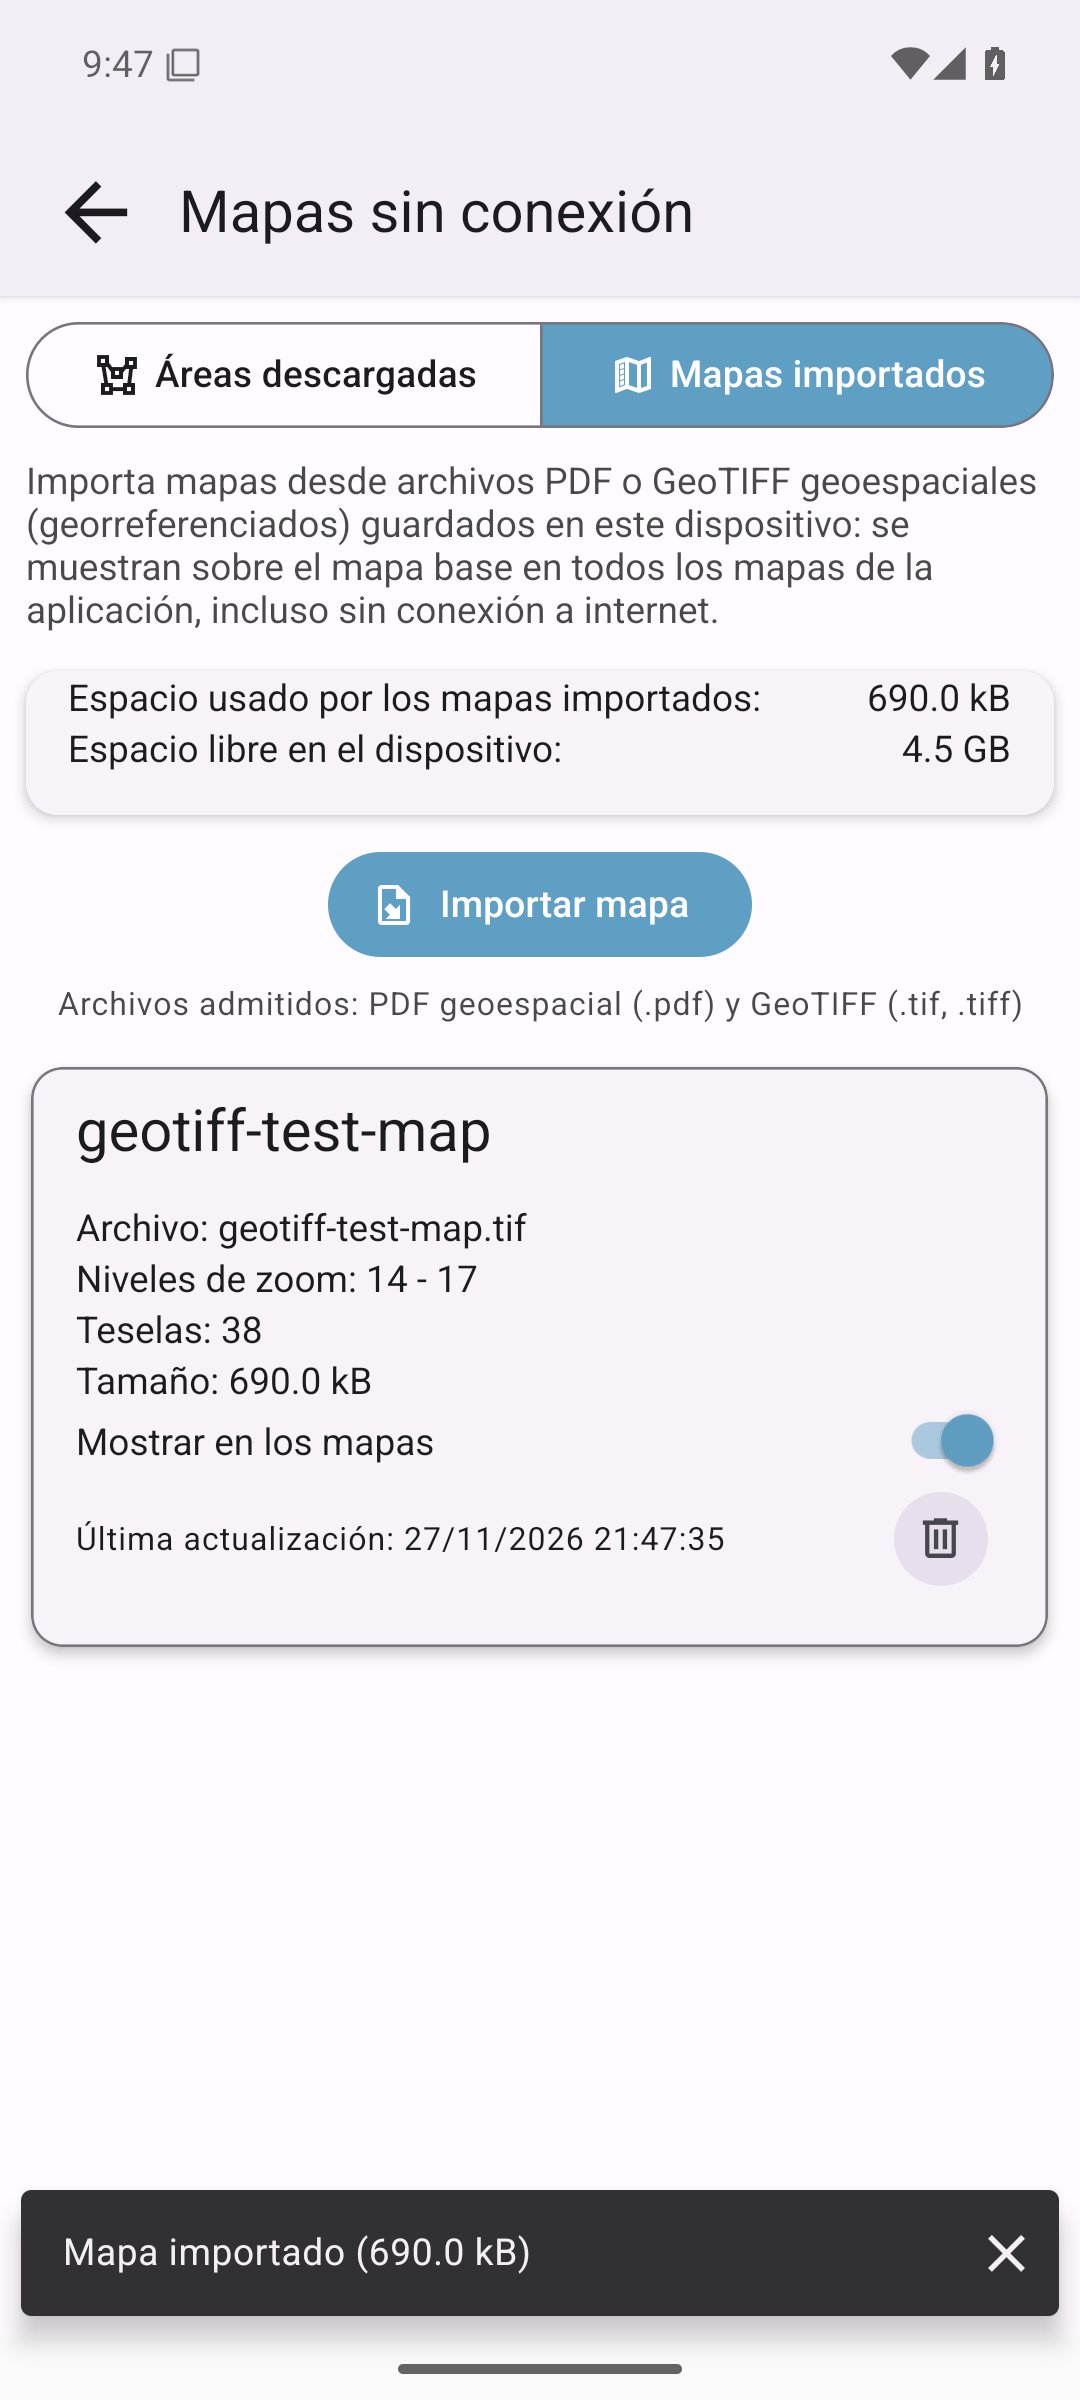 9:47
Mapas sin conexión
Áreas descargadas
Mapas importados
Importa mapas desde archivos PDF o GeoTIFF geoespaciales
(georreferenciados) guardados en este dispositivo: se
muestran sobre el mapa base en todos los mapas de la
aplicación, incluso sin conexión a internet.
Espacio usado por los mapas importados: 690.0 kB
Espacio libre en el dispositivo: 4.5 GB
Importar mapa
Archivos admitidos: PDF geoespacial (.pdf) y GeoTIFF (.tif, .tiff)
geotiff-test-map
Archivo: geotiff-test-map.tif
Niveles de zoom: 14 - 17
Teselas: 38
Tamaño: 690.0 kB
Mostrar en los mapas
Última actualización: 27/11/2026 21:47:35
Mapa importado (690.0 kB)